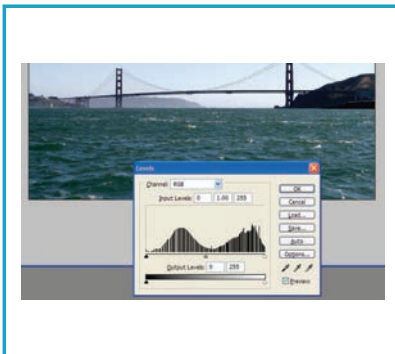 Levels
Channel: RGB
Input Levels: 0 1.00 255
Output Levels: 0 255
OK
Cancel
Load...
Save...
Auto
Options...
Preview